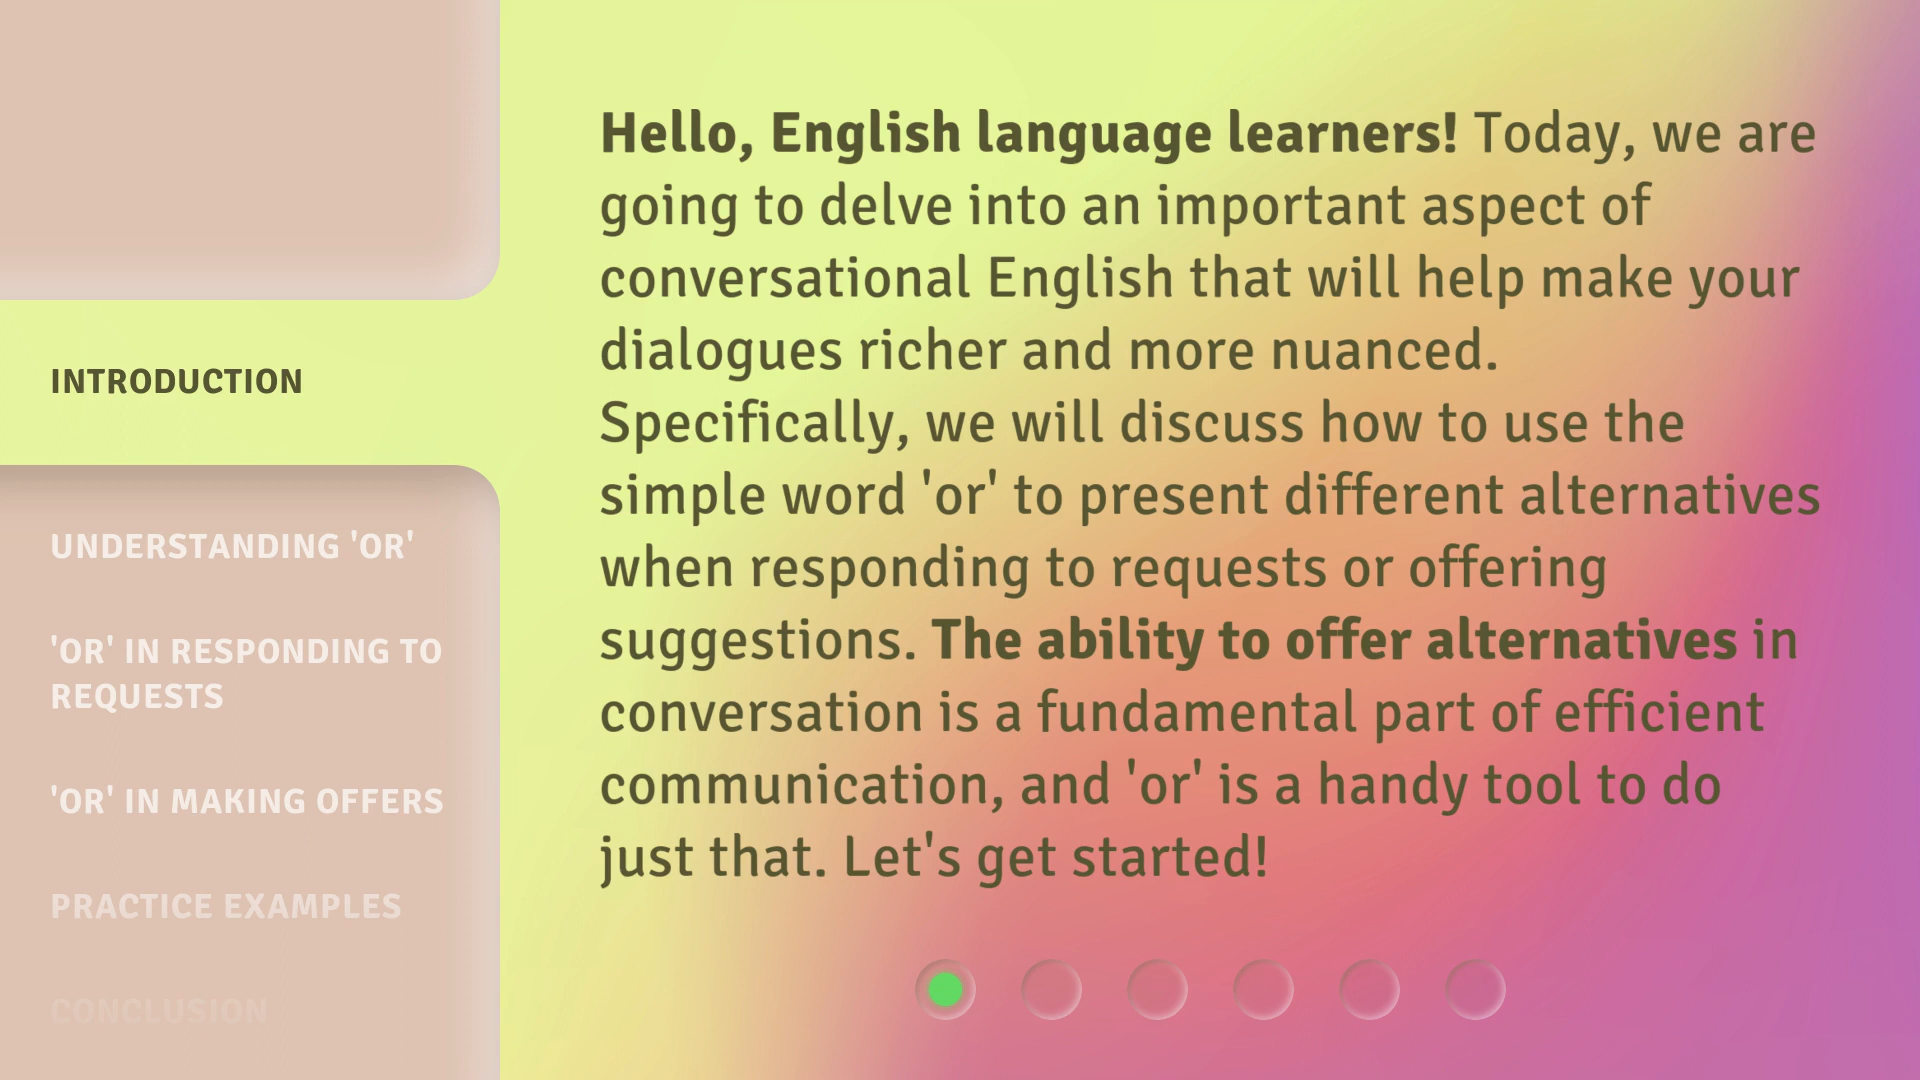 INTRODUCTION
UNDERSTANDING 'OR'
'OR' IN RESPONDING TO
REQUESTS
'OR' IN MAKING OFFERS
PRACTICE EXAMPLES
CONCLUSION
Hello, English language learners! Today, we are
going to delve into an important aspect of
conversational English that will help make your
dialogues richer and more nuanced.
Specifically, we will discuss how to use the
simple word 'or' to present different alternatives
when responding to requests or offering
suggestions. The ability to offer alternatives in
conversation is a fundamental part of efficient
communication, and 'or' is a handy tool to do
just that. Let's get started!